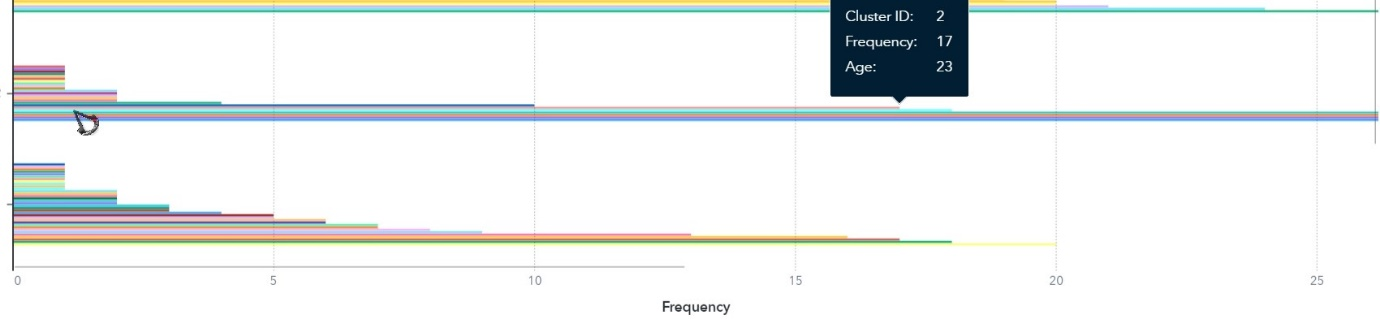 Cluster ID: 2
Frequency: 17
Age: 23
0 5 10 15 20 25
Frequency